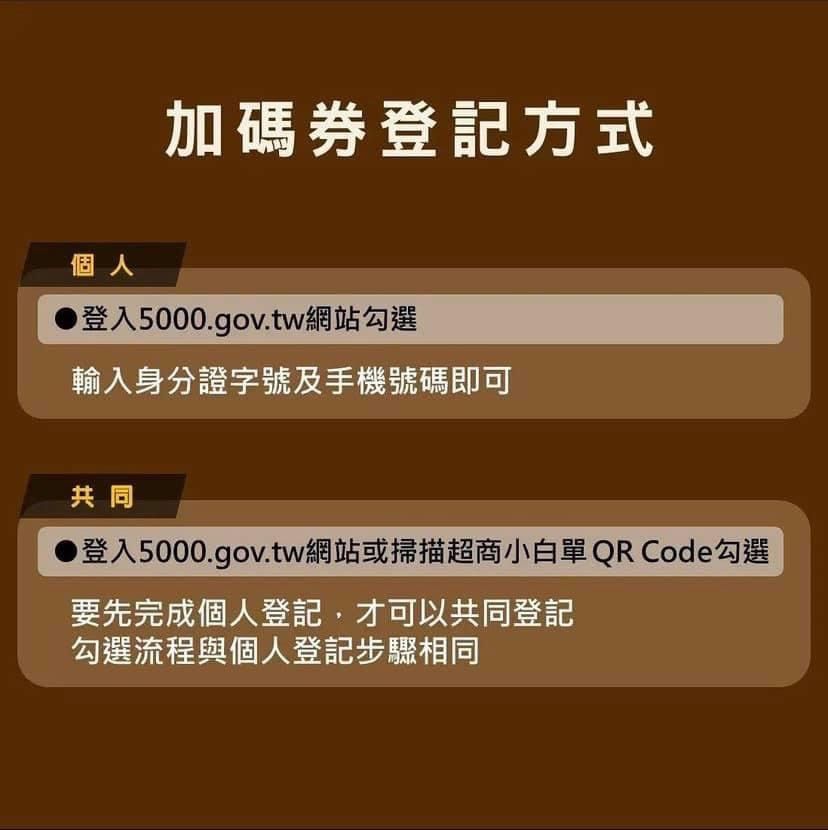 加碼券登記方式
個人
●登入5000.gov.tw網站勾選
輸入身分證字號及手機號碼即可
共同
●登入5000.gov.tw網站或掃描超商小白單QR Code勾選
要先完成個人登記，才可以共同登記
勾選流程與個人登記步驟相同